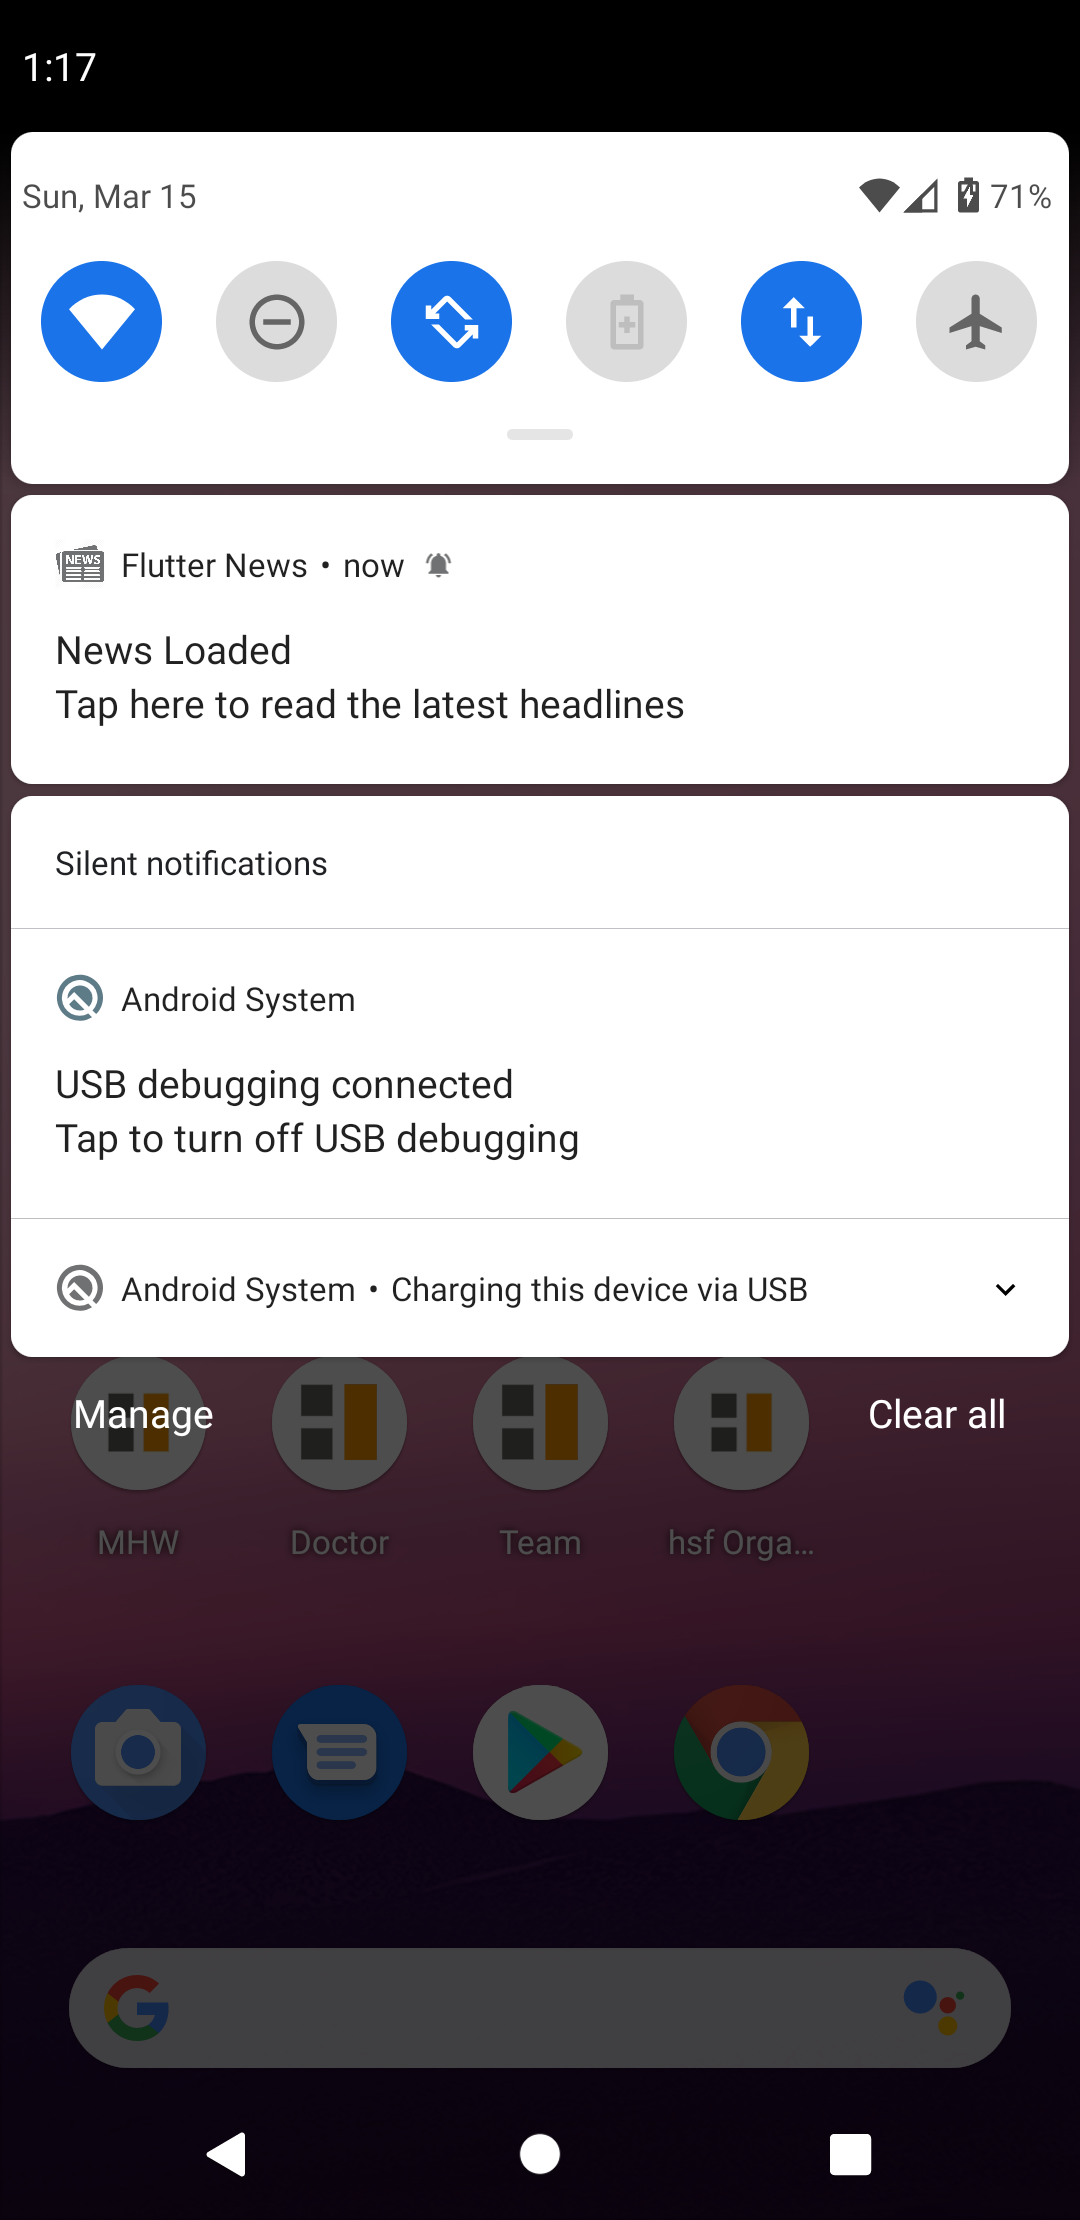 1:17
Sun, Mar 15
71%
NEWS
Flutter News • now
News Loaded
Tap here to read the latest headlines
Silent notifications
Android System
USB debugging connected
Tap to turn off USB debugging
Android System • Charging this device via USB
Manage
Clear all
MHW
Doctor
Team
hsf Orga...